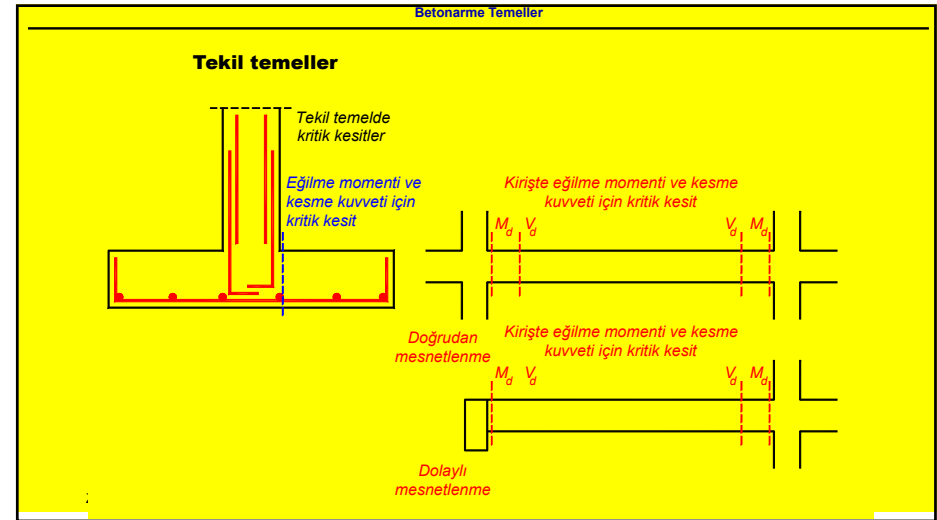 Betonarme Temeller
Tekil temeller
Tekil temelde
kritik kesitler
Eğilme momenti ve
kesme kuvveti için
kritik kesit
Kirişte eğilme momenti ve kesme
kuvveti için kritik kesit
Md Vd Vd Md
Doğrudan
mesnetlenme
Kirişte eğilme momenti ve kesme
kuvveti için kritik kesit
Md Vd Vd Md
Dolaylı
mesnetlenme